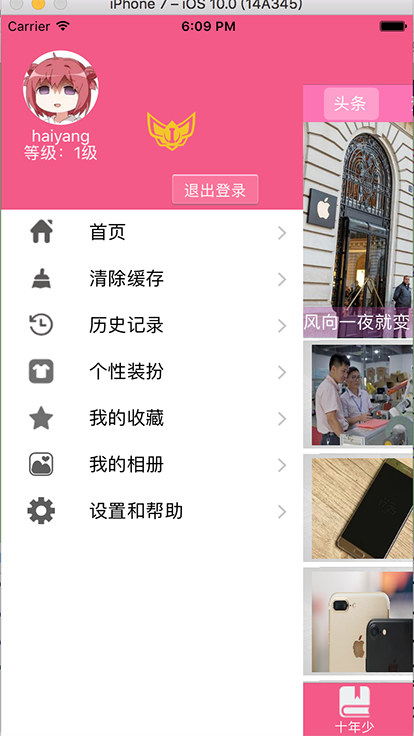 iPhone 7 – iOS 10.0 (14A345)
Carrier
6:09 PM
haiyang
等级：1级
退出登录
首页
清除缓存
历史记录
个性装扮
我的收藏
我的相册
设置和帮助
头条
风向一夜就变
十年少